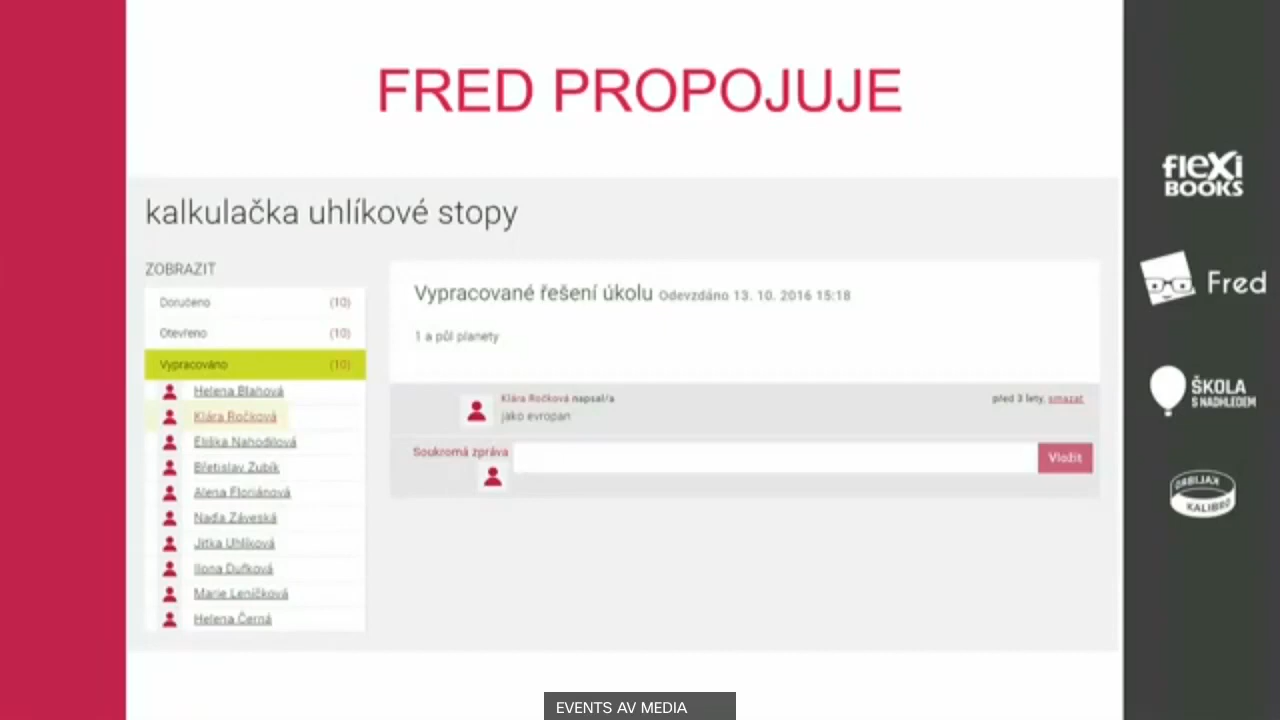 FRED PROPOJUJE
kalkulačka uhlíkové stopy
ZOBRAZIT
Doručeno (10)
Otevřeno (10)
Vypracováno (10)
Helena Blahová
Klára Ročková
Eliška Nahodilová
Břetislav Zubík
Alena Floriánová
Naďa Záveská
Jitka Uhlíková
Ilona Dufková
Marie Leníčková
Helena Černá
Vypracované řešení úkolu Odevzdáno 13. 10. 2016 15:18
1 a půl planety
Klára Ročková napsal/a před 3 lety, smazat
jako evropan
Soukromá zpráva Vložit
flexi
BOOKS
Fred
ŠKOLA
S NADHLEDEM
KALIBRO
EVENTS AV MEDIA